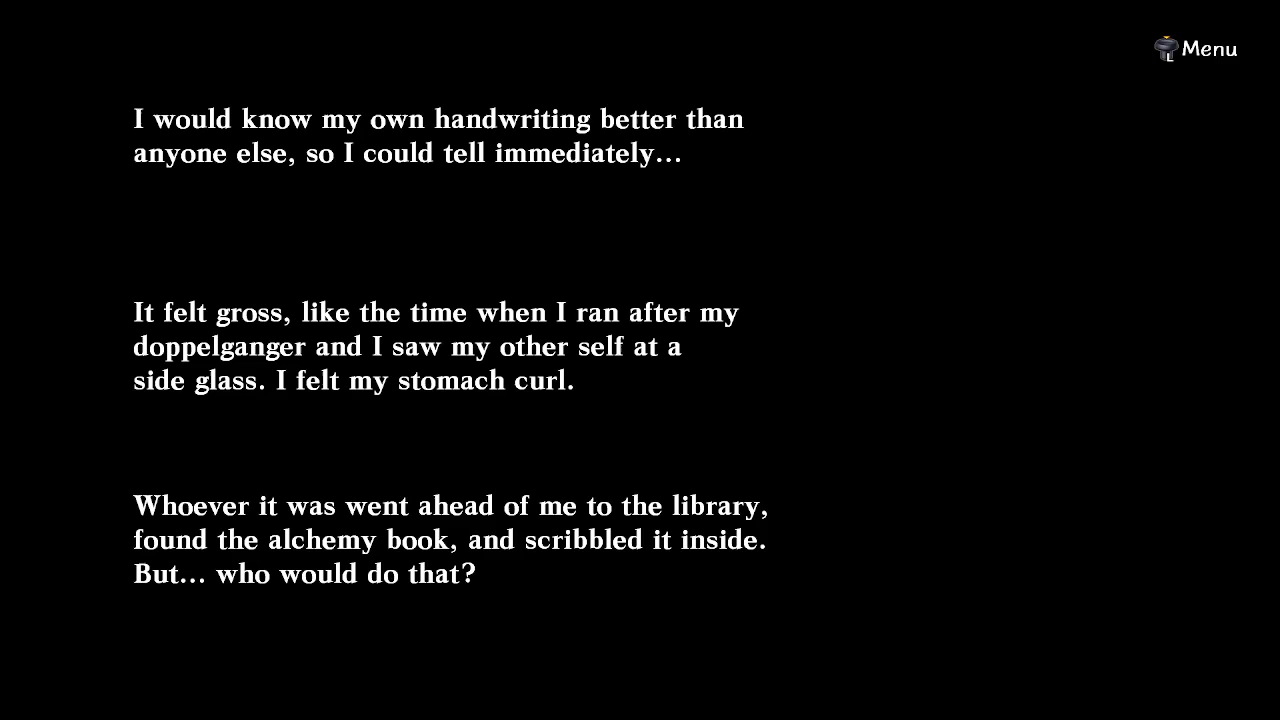 L Menu
I would know my own handwriting better than
anyone else, so I could tell immediately...
It felt gross, like the time when I ran after my
doppelganger and I saw my other self at a
side glass. I felt my stomach curl.
Whoever it was went ahead of me to the library,
found the alchemy book, and scribbled it inside.
But... who would do that?